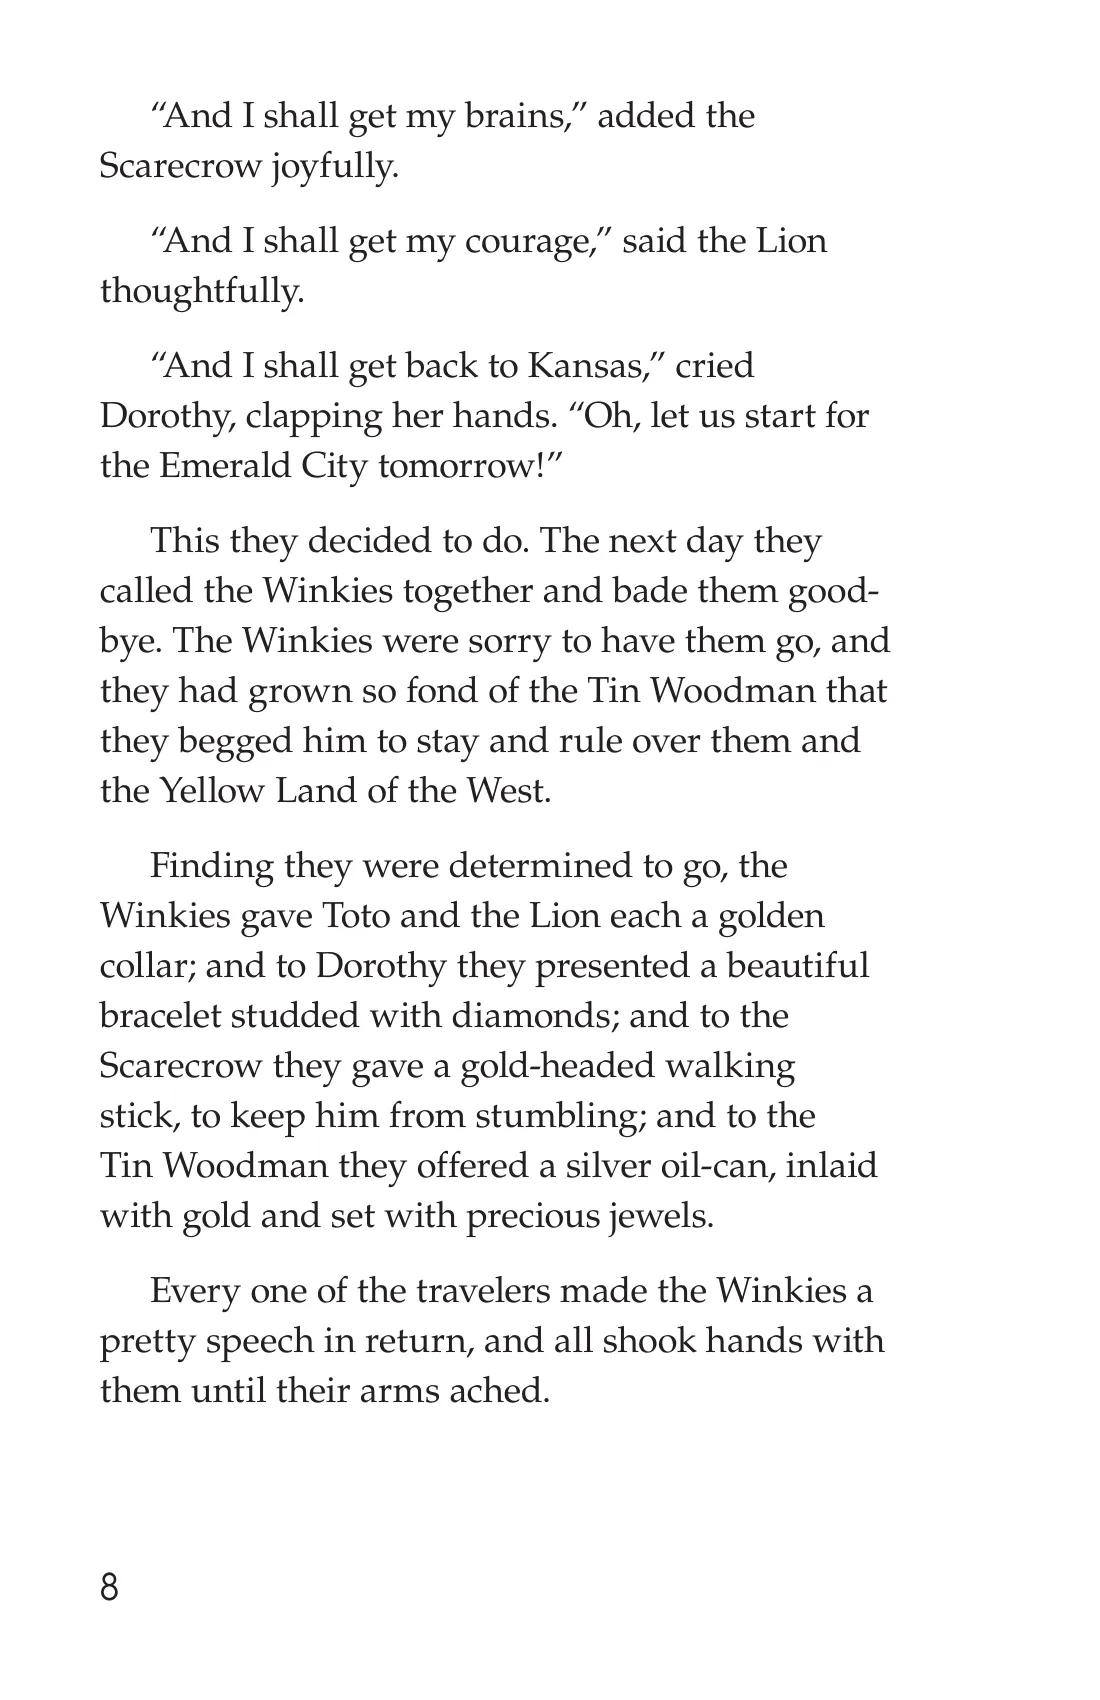 “And I shall get my brains,” added the
Scarecrow joyfully.
“And I shall get my courage,” said the Lion
thoughtfully.
“And I shall get back to Kansas,” cried
Dorothy, clapping her hands. “Oh, let us start for
the Emerald City tomorrow!”
This they decided to do. The next day they
called the Winkies together and bade them good-
bye. The Winkies were sorry to have them go, and
they had grown so fond of the Tin Woodman that
they begged him to stay and rule over them and
the Yellow Land of the West.
Finding they were determined to go, the
Winkies gave Toto and the Lion each a golden
collar; and to Dorothy they presented a beautiful
bracelet studded with diamonds; and to the
Scarecrow they gave a gold-headed walking
stick, to keep him from stumbling; and to the
Tin Woodman they offered a silver oil-can, inlaid
with gold and set with precious jewels.
Every one of the travelers made the Winkies a
pretty speech in return, and all shook hands with
them until their arms ached.
8